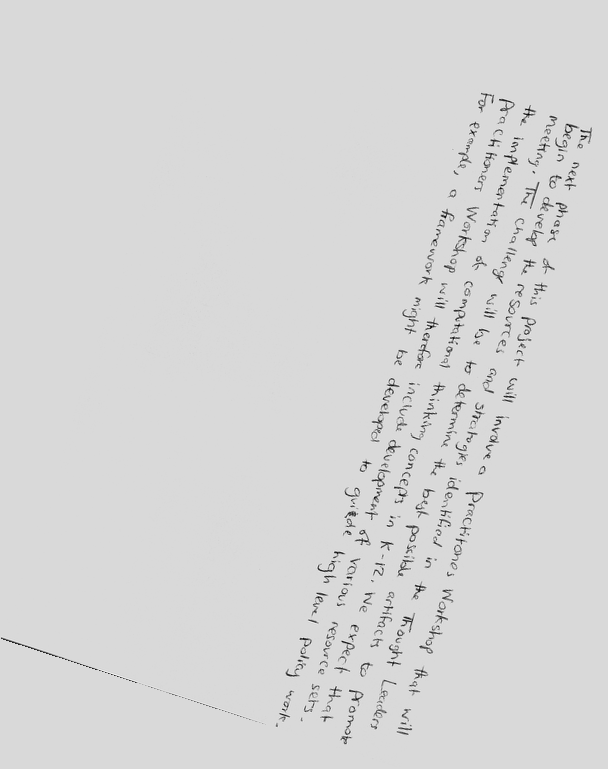 The next phase of this project will involve a Practitones Workshop that will
begin to develop the resources and stratogies identified in the Thought Leaders
meeting. The challenge will be to determine the best possible artifacts to promote
the implementation of computational thinking concepts in K-12. We expect that
Practitioners Workshop will therefore include development of various resource sets.
For example, a framework might be developed to guide high level policy work.